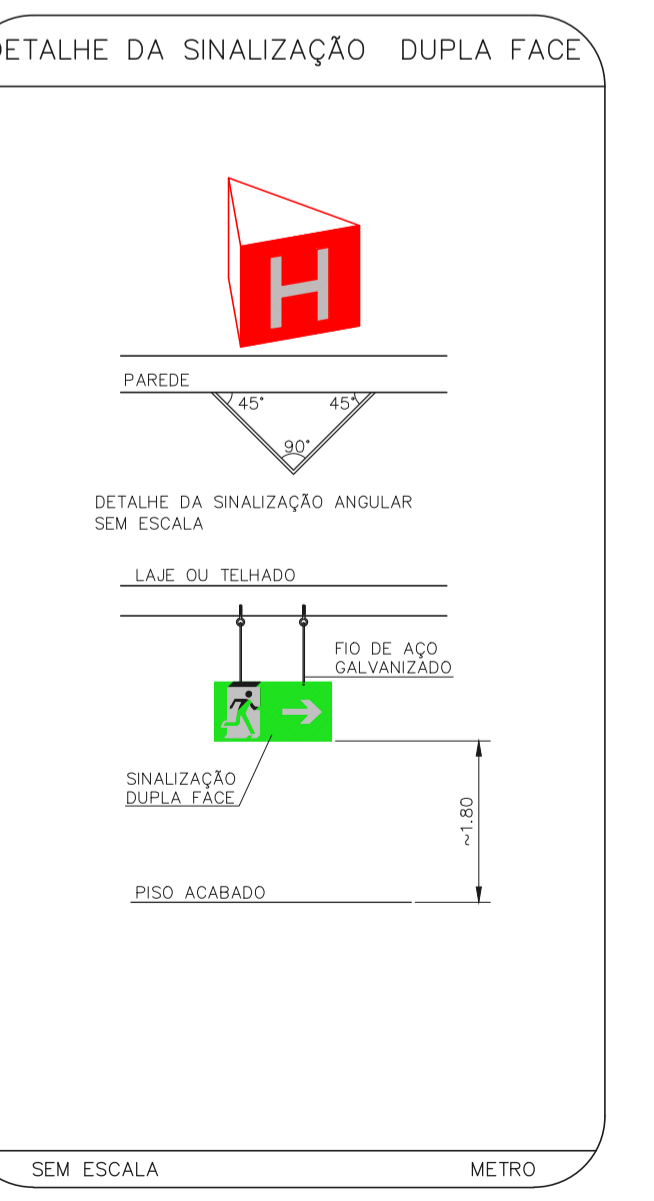 DETALHE DA SINALIZAÇÃO DUPLA FACE
H
PAREDE
45°
45°
90°
DETALHE DA SINALIZAÇÃO ANGULAR
SEM ESCALA
LAJE OU TELHADO
FIO DE AÇO
GALVANIZADO
SINALIZAÇÃO
DUPLA FACE
~1.80
PISO ACABADO
SEM ESCALA
METRO